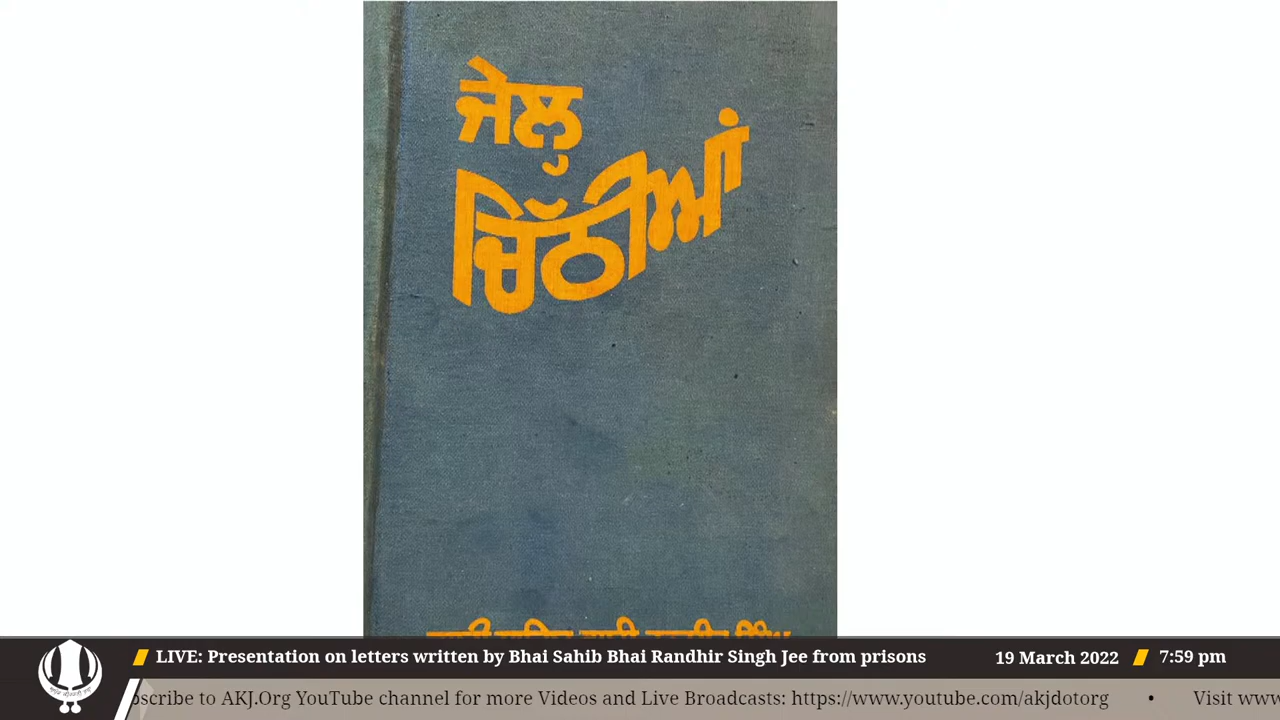 ਜੇਲ੍ਹ
ਚਿੱਠੀਆਂ
LIVE: Presentation on letters written by Bhai Sahib Bhai Randhir Singh Jee from prisons
19 March 2022
7:59 pm
scribe to AKJ.Org YouTube channel for more Videos and Live Broadcasts: https://www.youtube.com/akjdotorg • Visit www